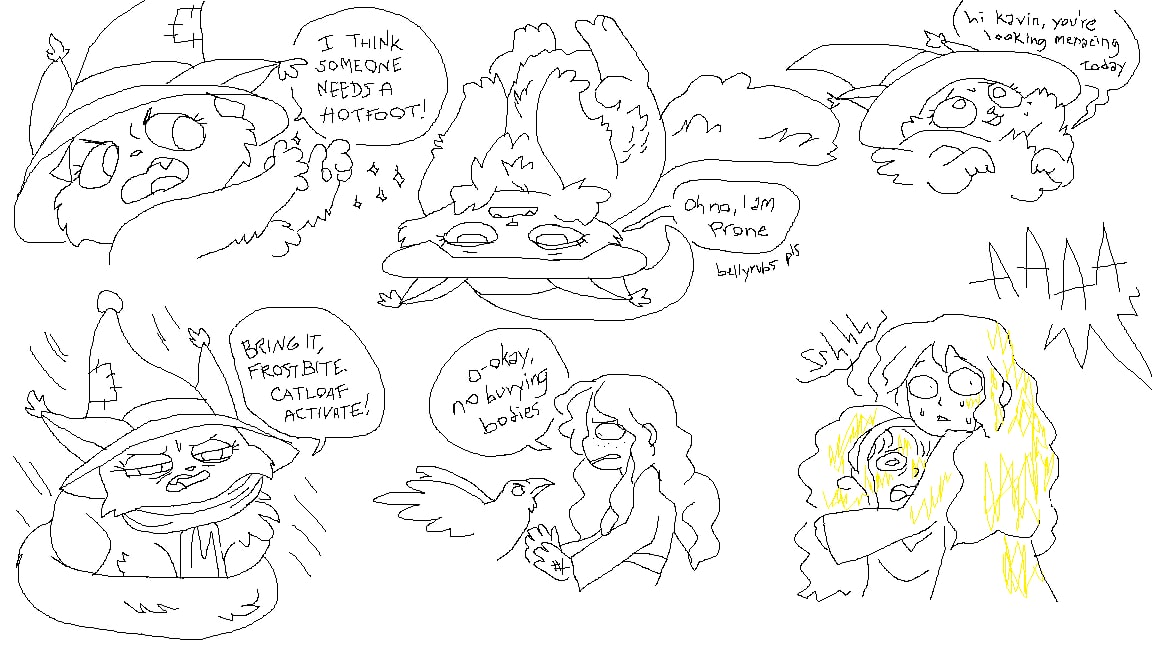 I THINK
SOMEONE
NEEDS A
HOTFOOT!
Oh no, I am
Prone
bellyrubs pls
hi Kavin, you're
looking menacing
today
BRING IT,
FROSTBITE.
CATLOAF
ACTIVATE!
o-okay,
no burying
bodies
Srhhh
AAAA